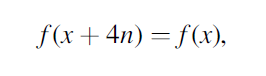 f(x + 4n) = f(x),